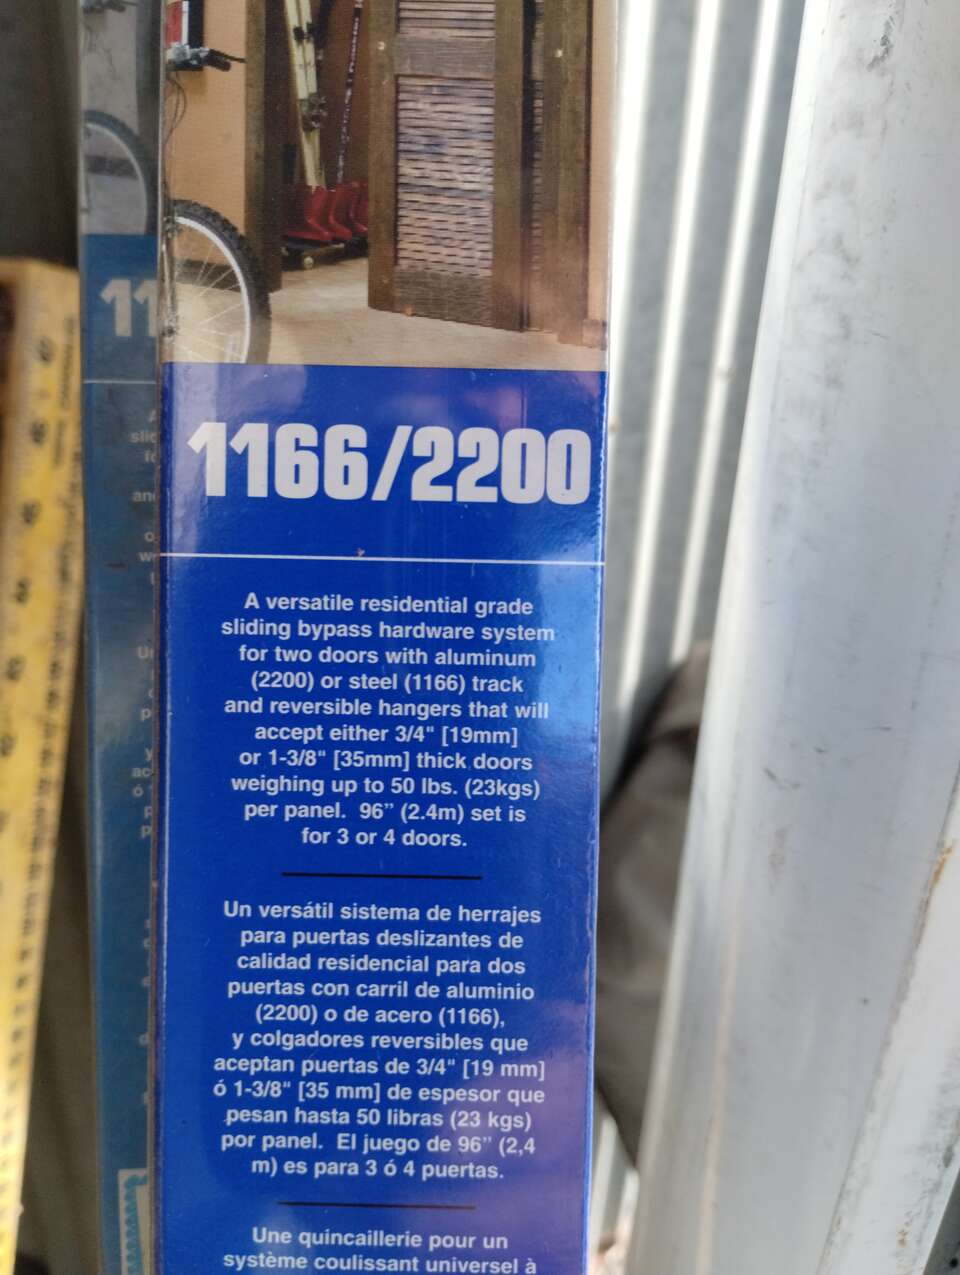 1166/2200
A versatile residential grade
sliding bypass hardware system
for two doors with aluminum
(2200) or steel (1166) track
and reversible hangers that will
accept either 3/4" [19mm]
or 1-3/8" [35mm] thick doors
weighing up to 50 lbs. (23kgs)
per panel. 96" (2.4m) set is
for 3 or 4 doors.
Un versátil sistema de herrajes
para puertas deslizantes de
calidad residencial para dos
puertas con carril de aluminio
(2200) o de acero (1166),
y colgadores reversibles que
aceptan puertas de 3/4" [19 mm]
ó 1-3/8" [35 mm] de espesor que
pesan hasta 50 libras (23 kgs)
por panel. El juego de 96" (2,4
m) es para 3 ó 4 puertas.
Une quincaillerie pour un
système coulissant universel à